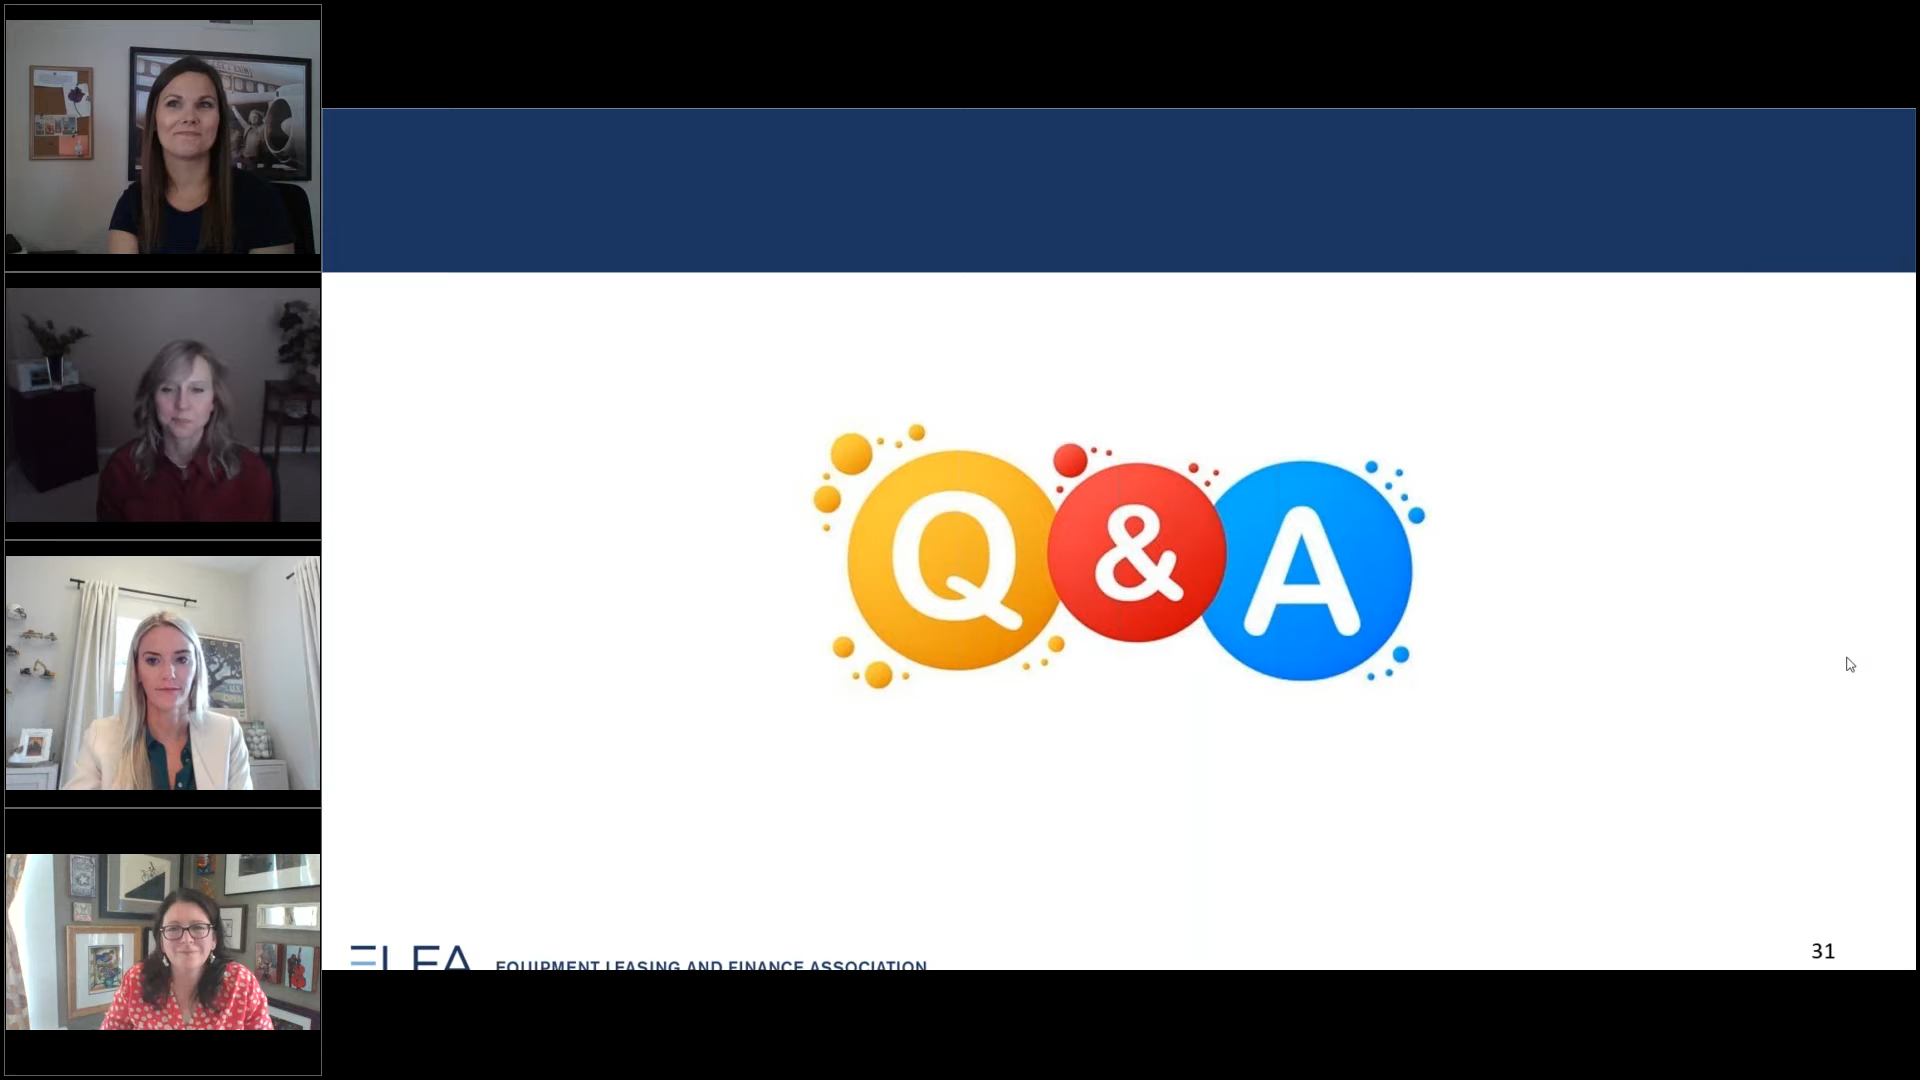 Q & A
ELFA EQUIPMENT LEASING AND FINANCE ASSOCIATION
31